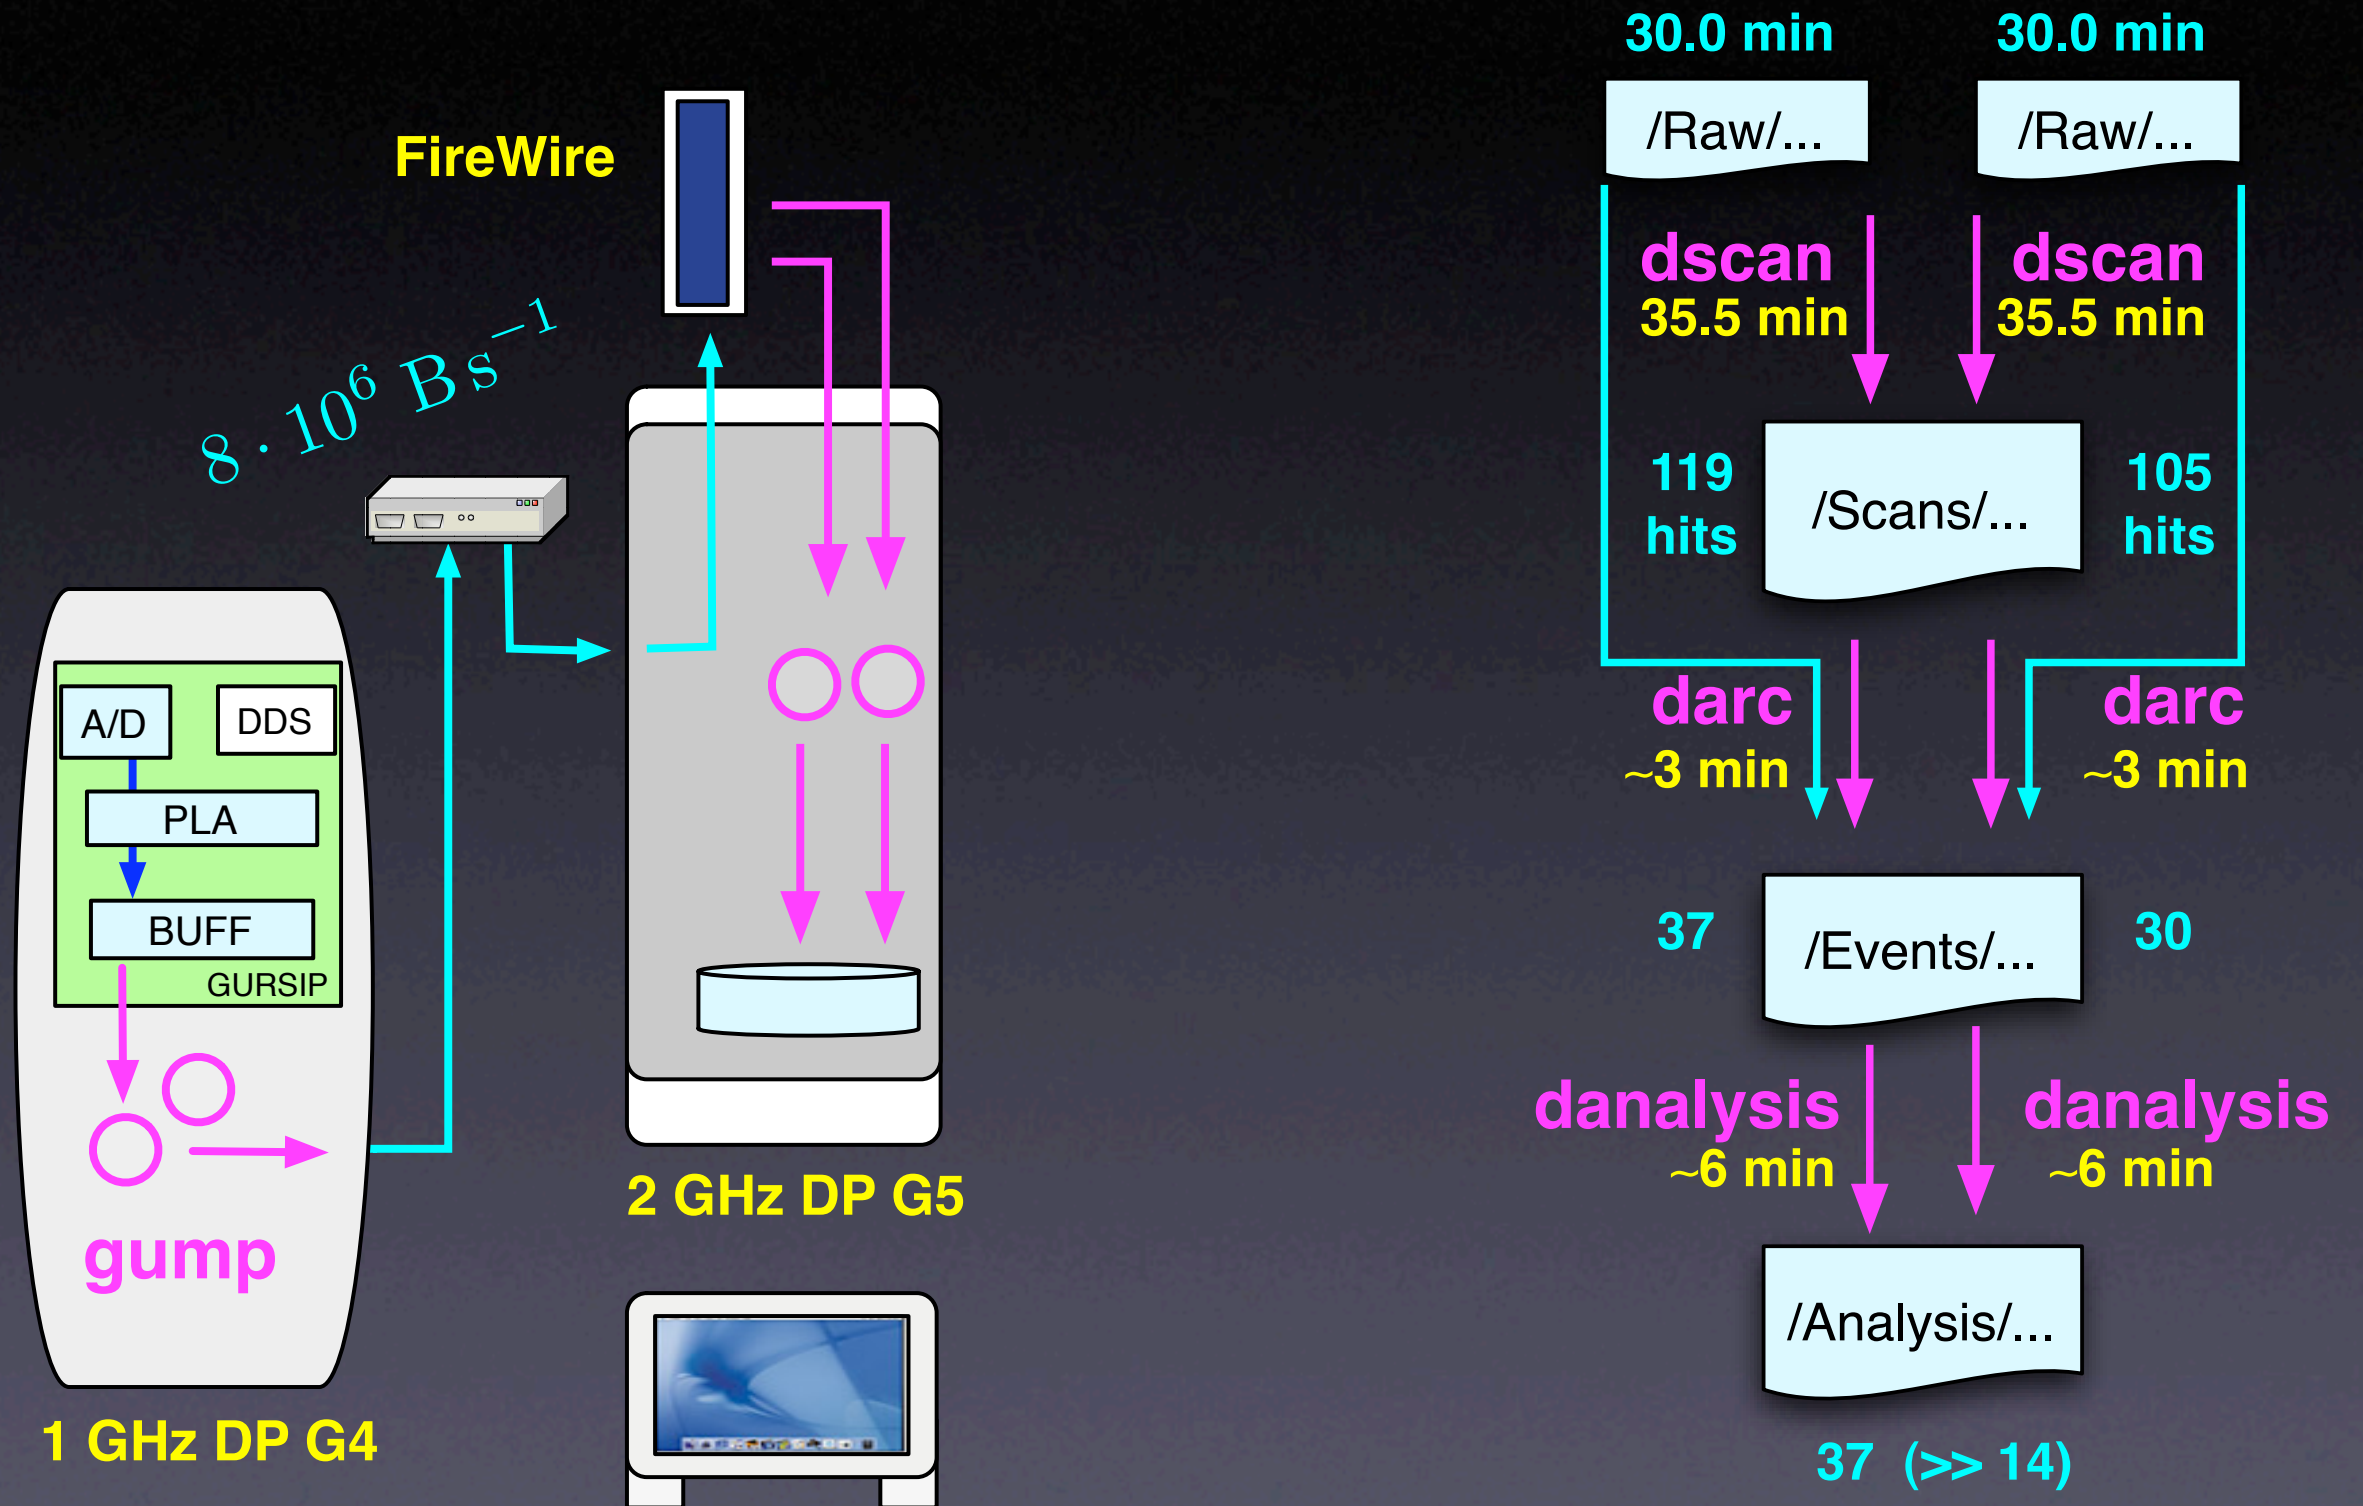 FireWire
8 · 10⁶ B s⁻¹
A/D
DDS
PLA
BUFF
GURSIP
gump
1 GHz DP G4
2 GHz DP G5
30.0 min
30.0 min
/Raw/...
/Raw/...
dscan
dscan
35.5 min
35.5 min
119
hits
/Scans/...
105
hits
darc
darc
~3 min
~3 min
37
/Events/...
30
danalysis
danalysis
~6 min
~6 min
/Analysis/...
37 (>> 14)